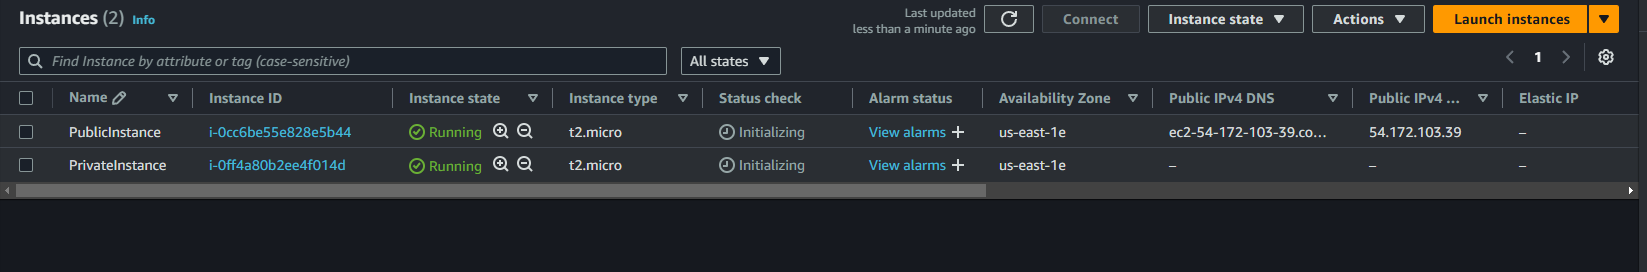 Instances (2) Info
Last updated
less than a minute ago
Connect
Instance state
Actions
Launch instances
Find Instance by attribute or tag (case-sensitive)
All states
1
Name Instance ID Instance state Instance type Status check Alarm status Availability Zone Public IPv4 DNS Public IPv4 ... Elastic IP
PublicInstance i-0cc6be55e828e5b44 Running t2.micro Initializing View alarms + us-east-1e ec2-54-172-103-39.co... 54.172.103.39 –
PrivateInstance i-0ff4a80b2ee4f014d Running t2.micro Initializing View alarms + us-east-1e – – –